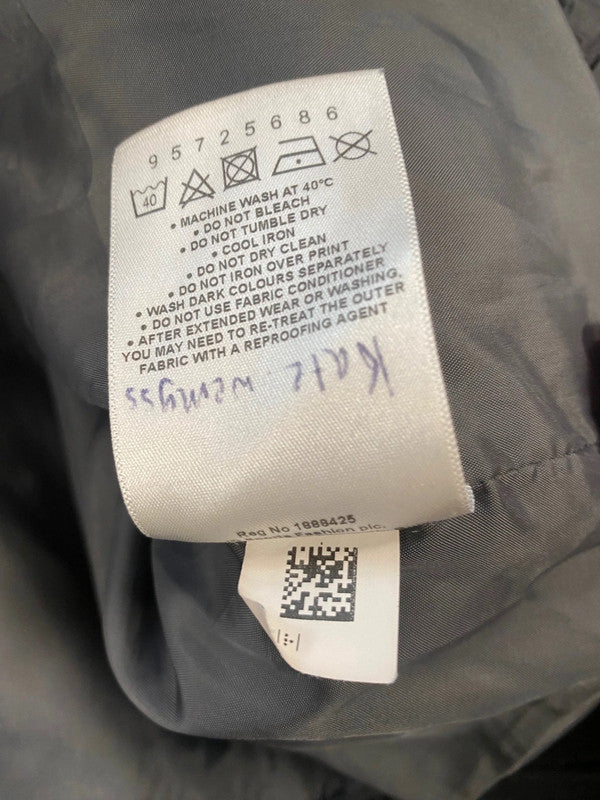 95725686
40
• MACHINE WASH AT 40°C
• DO NOT BLEACH
• DO NOT TUMBLE DRY
• COOL IRON
• DO NOT DRY CLEAN
• DO NOT IRON OVER PRINT
• WASH DARK COLOURS SEPARATELY
• DO NOT USE FABRIC CONDITIONER
• AFTER EXTENDED WEAR OR WASHING,
YOU MAY NEED TO RE-TREAT THE OUTER
FABRIC WITH A REPROOFING AGENT
Kate. Wemyss
Reg No 1888425
Fashion plc.